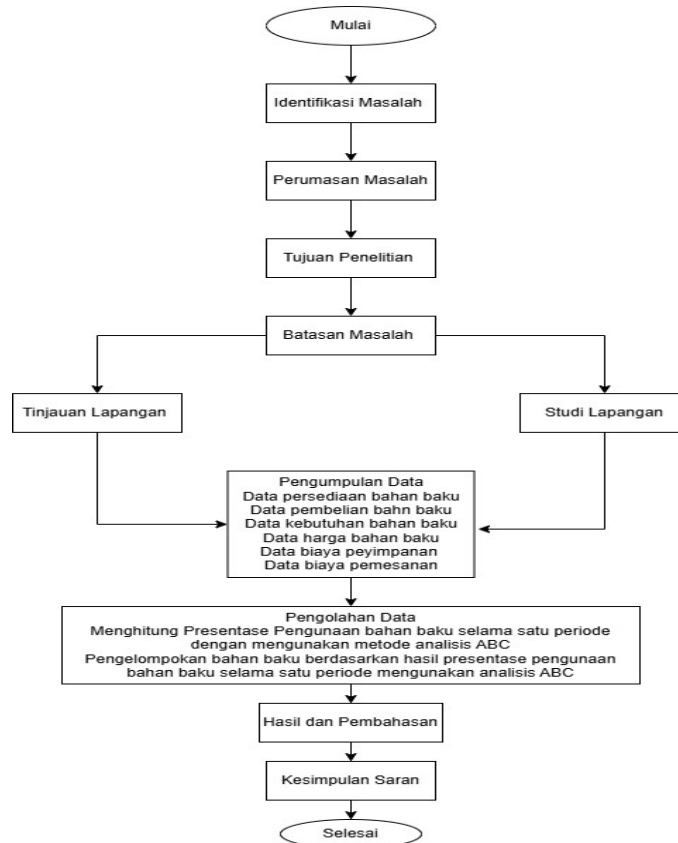 Mulai
Identifikasi Masalah
Perumasan Masalah
Tujuan Penelitian
Batasan Masalah
Tinjauan Lapangan
Studi Lapangan
Pengumpulan Data
Data persediaan bahan baku
Data pembelian bahn baku
Data kebutuhan bahan baku
Data harga bahan baku
Data biaya peyimpanan
Data biaya pemesanan
Pengolahan Data
Menghitung Presentase Pengunaan bahan baku selama satu periode
dengan mengunakan metode analisis ABC
Pengelompokan bahan baku berdasarkan hasil presentase pengunaan
bahan baku selama satu periode mengunakan analisis ABC
Hasil dan Pembahasan
Kesimpulan Saran
Selesai